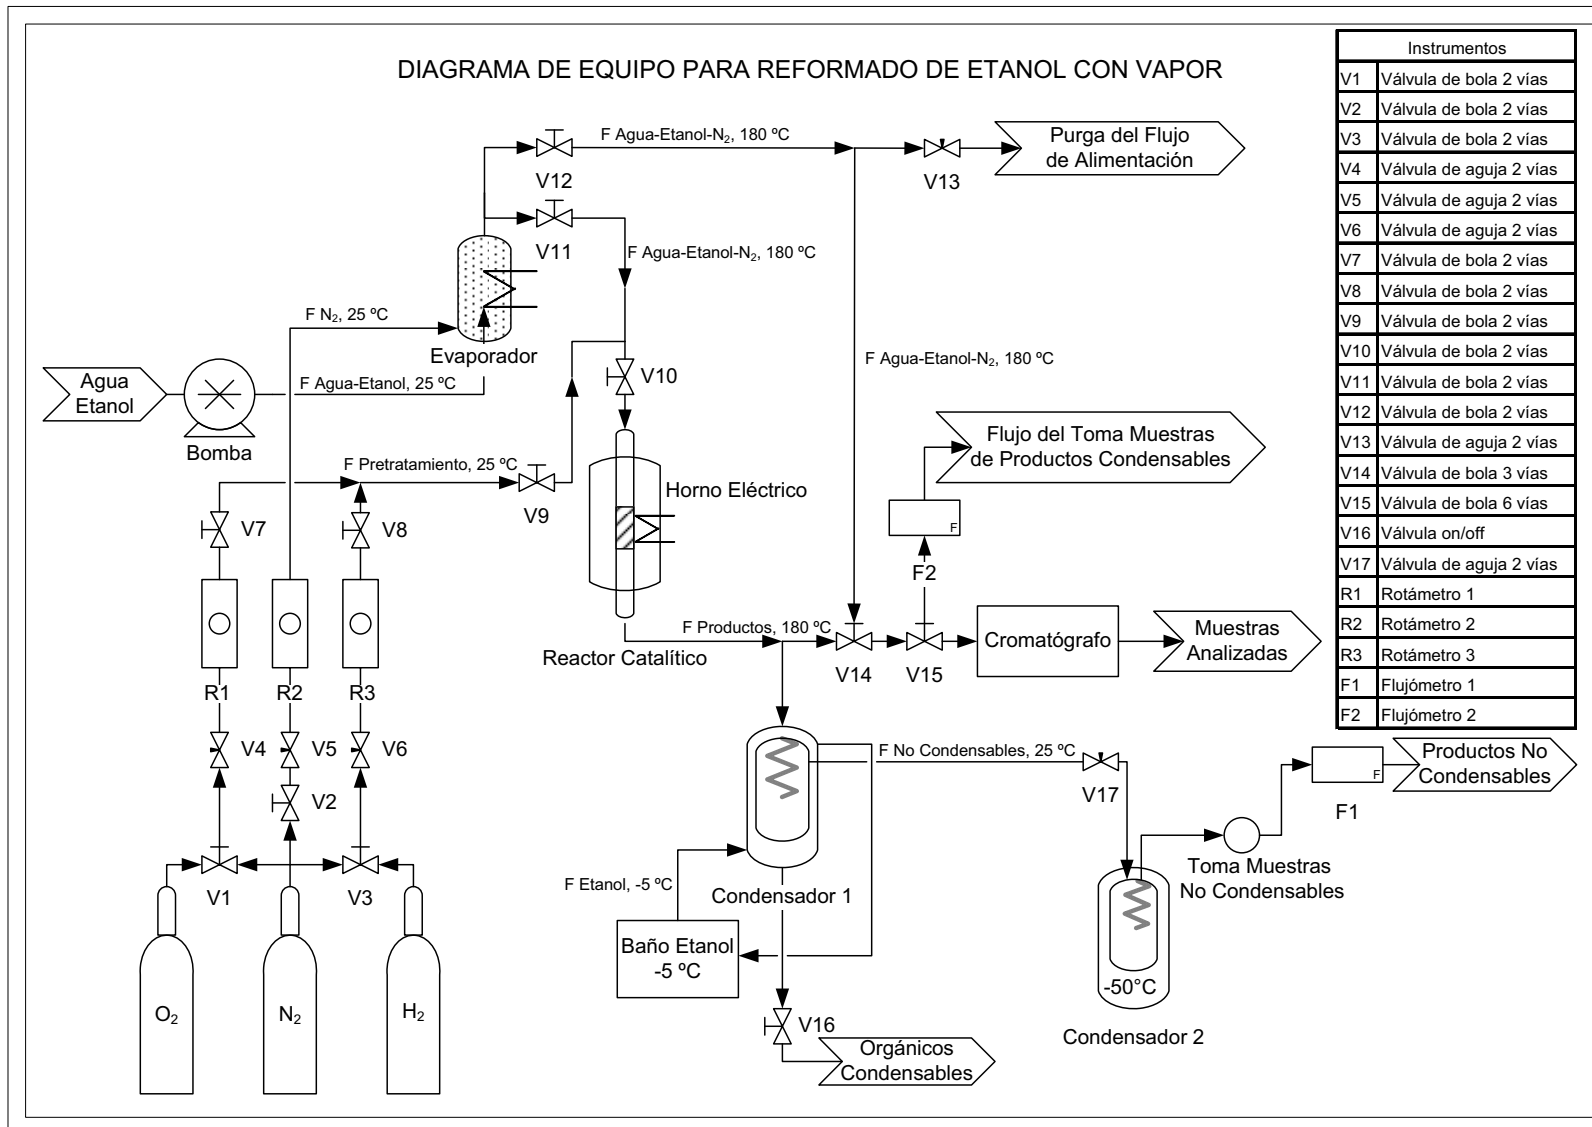 DIAGRAMA DE EQUIPO PARA REFORMADO DE ETANOL CON VAPOR
Instrumentos
V1 Válvula de bola 2 vías
V2 Válvula de bola 2 vías
V3 Válvula de bola 2 vías
V4 Válvula de aguja 2 vías
V5 Válvula de aguja 2 vías
V6 Válvula de aguja 2 vías
V7 Válvula de bola 2 vías
V8 Válvula de bola 2 vías
V9 Válvula de bola 2 vías
V10 Válvula de bola 2 vías
V11 Válvula de bola 2 vías
V12 Válvula de bola 2 vías
V13 Válvula de aguja 2 vías
V14 Válvula de bola 3 vías
V15 Válvula de bola 6 vías
V16 Válvula on/off
V17 Válvula de aguja 2 vías
R1 Rotámetro 1
R2 Rotámetro 2
R3 Rotámetro 3
F1 Flujómetro 1
F2 Flujómetro 2
F Agua-Etanol-N₂, 180 ºC
V12
V13
Purga del Flujo
de Alimentación
V11
F Agua-Etanol-N₂, 180 ºC
F N₂, 25 ºC
Evaporador
F Agua-Etanol-N₂, 180 ºC
Agua
Etanol
Bomba
F Agua-Etanol, 25 ºC
V10
Flujo del Toma Muestras
de Productos Condensables
F Pretratamiento, 25 ºC
V9
Horno Eléctrico
V7
V8
F
F2
F Productos, 180 ºC
Reactor Catalítico
V14
V15
Cromatógrafo
Muestras
Analizadas
R1
R2
R3
V4
V5
V6
V2
F No Condensables, 25 ºC
V17
F
F1
Productos No
Condensables
Toma Muestras
No Condensables
V1
V3
F Etanol, -5 ºC
Condensador 1
Baño Etanol
-5 ºC
-50°C
Condensador 2
O₂
N₂
H₂
V16
Orgánicos
Condensables